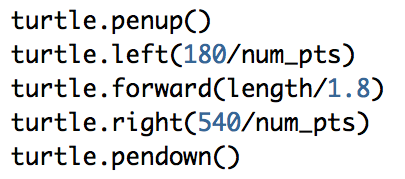 turtle.penup()
turtle.left(180/num_pts)
turtle.forward(length/1.8)
turtle.right(540/num_pts)
turtle.pendown()